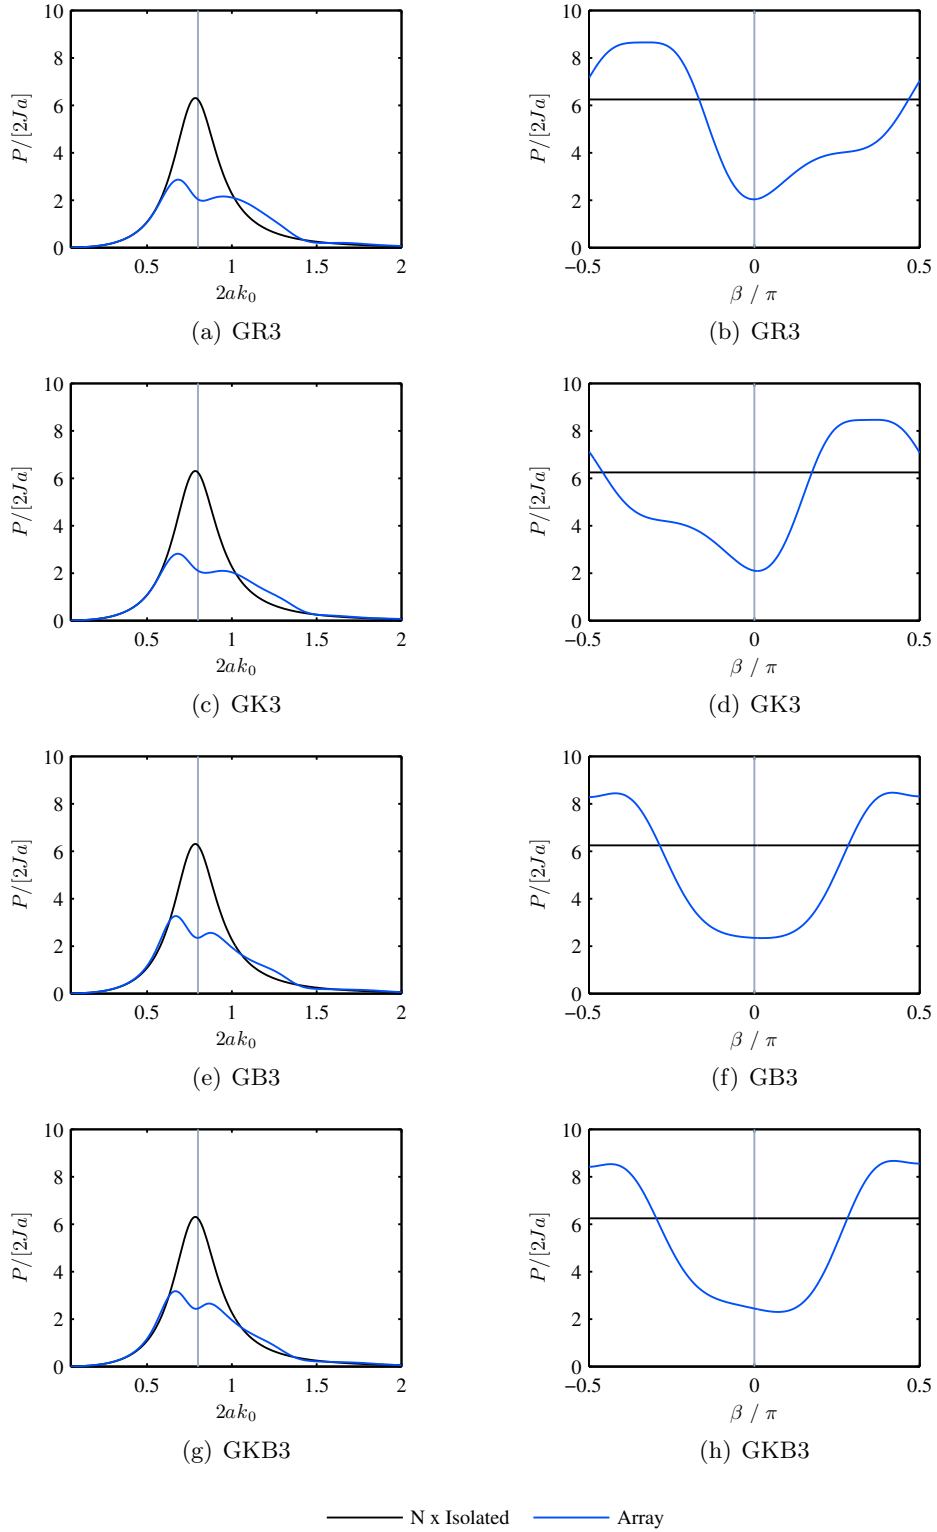 10
8
6
4
2
0
P/[2Ja]
0.5 1 1.5 2
2ak₀
(a) GR3
10
8
6
4
2
0
P/[2Ja]
−0.5 0 0.5
β / π
(b) GR3
10
8
6
4
2
0
P/[2Ja]
0.5 1 1.5 2
2ak₀
(c) GK3
10
8
6
4
2
0
P/[2Ja]
−0.5 0 0.5
β / π
(d) GK3
10
8
6
4
2
0
P/[2Ja]
0.5 1 1.5 2
2ak₀
(e) GB3
10
8
6
4
2
0
P/[2Ja]
−0.5 0 0.5
β / π
(f) GB3
10
8
6
4
2
0
P/[2Ja]
0.5 1 1.5 2
2ak₀
(g) GKB3
10
8
6
4
2
0
P/[2Ja]
−0.5 0 0.5
β / π
(h) GKB3
N x Isolated Array